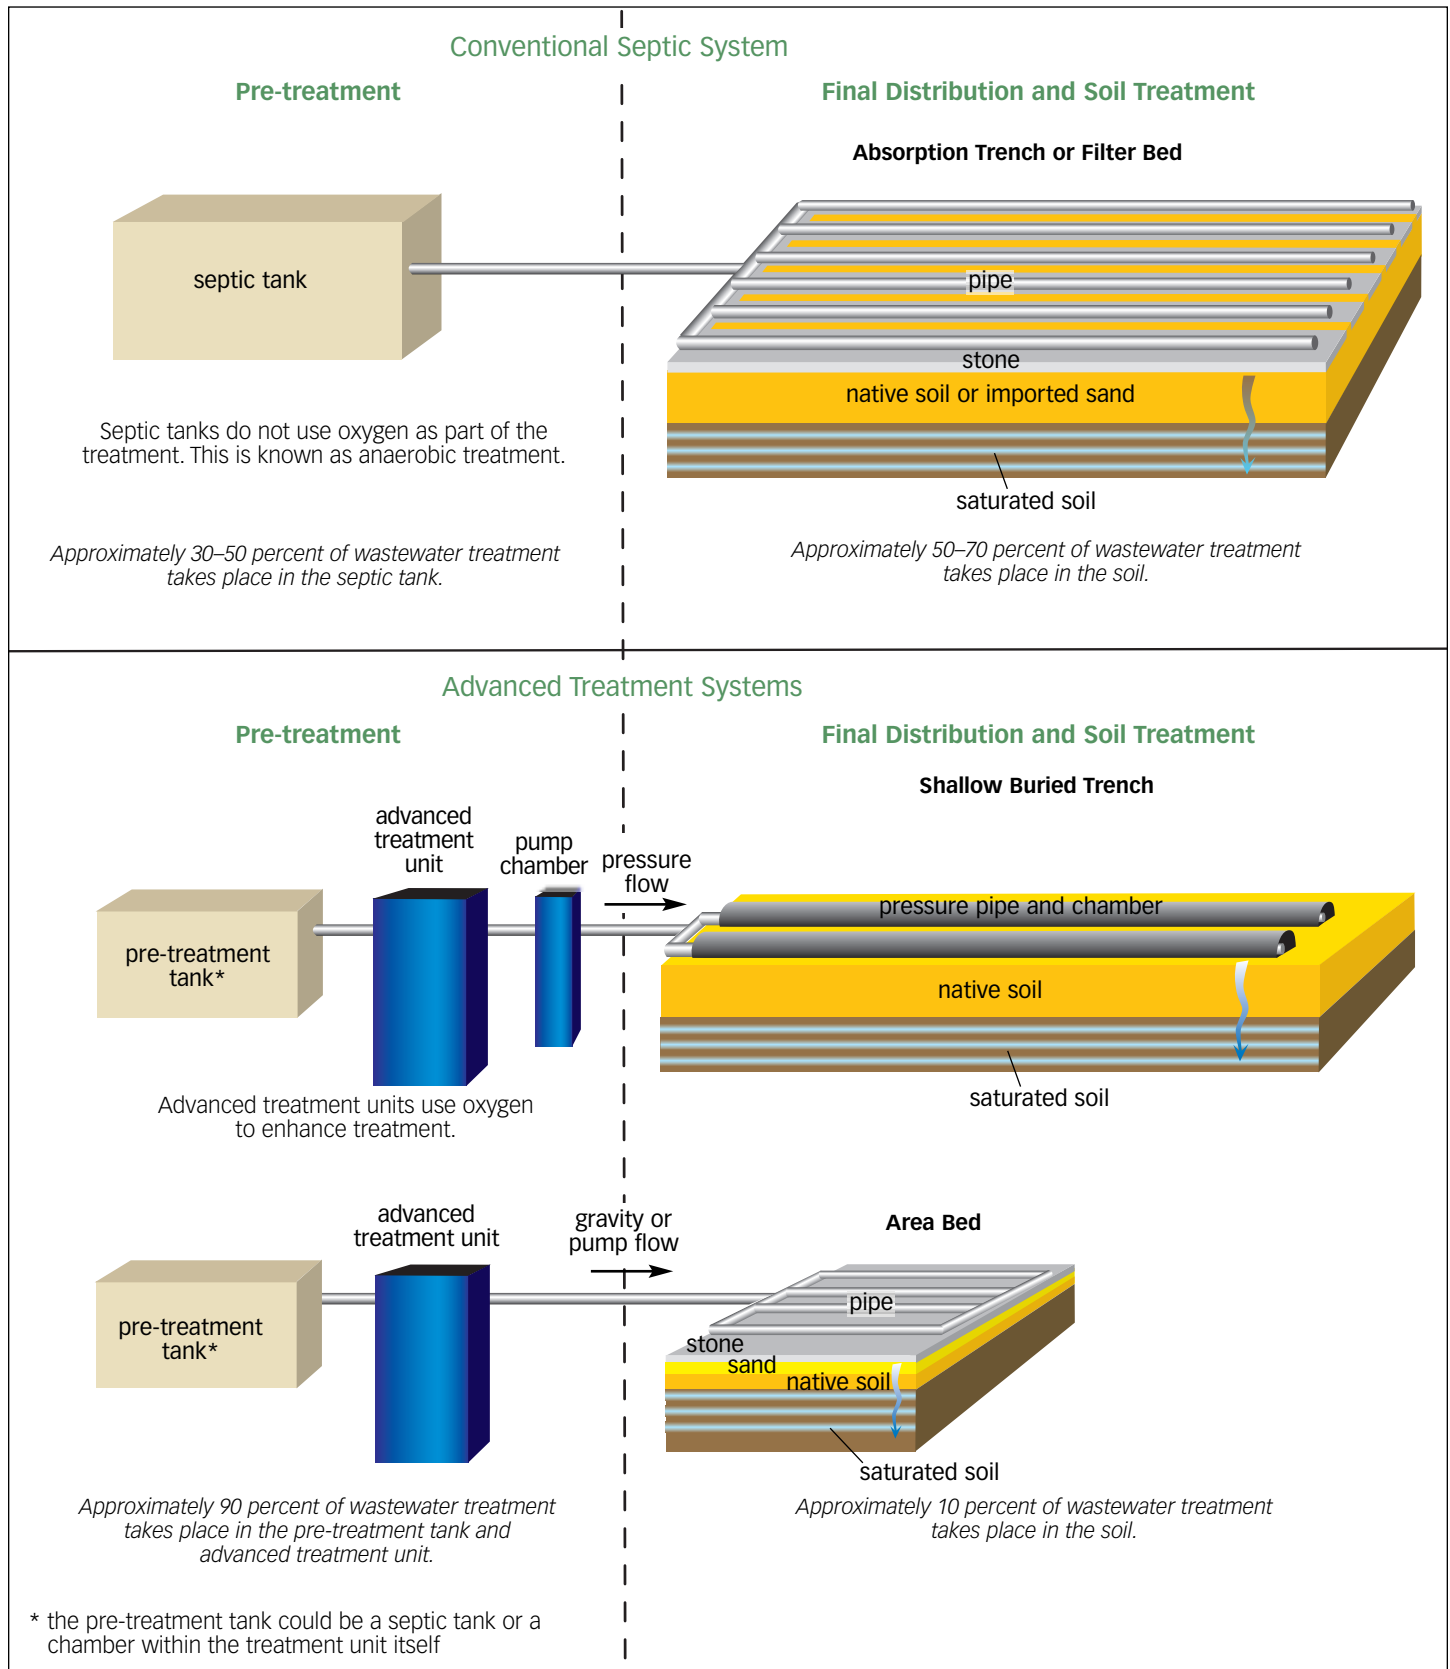 Conventional Septic System
Pre-treatment
Final Distribution and Soil Treatment
Absorption Trench or Filter Bed
septic tank
pipe
stone
native soil or imported sand
saturated soil
Septic tanks do not use oxygen as part of the
treatment. This is known as anaerobic treatment.
Approximately 30–50 percent of wastewater treatment
takes place in the septic tank.
Approximately 50–70 percent of wastewater treatment
takes place in the soil.
Advanced Treatment Systems
Pre-treatment
Final Distribution and Soil Treatment
Shallow Buried Trench
advanced
treatment
unit
pump
chamber
pressure
flow
pre-treatment
tank*
pressure pipe and chamber
native soil
saturated soil
Advanced treatment units use oxygen
to enhance treatment.
advanced
treatment unit
gravity or
pump flow
Area Bed
pre-treatment
tank*
pipe
stone
sand
native soil
saturated soil
Approximately 90 percent of wastewater treatment
takes place in the pre-treatment tank and
advanced treatment unit.
Approximately 10 percent of wastewater treatment
takes place in the soil.
* the pre-treatment tank could be a septic tank or a
chamber within the treatment unit itself